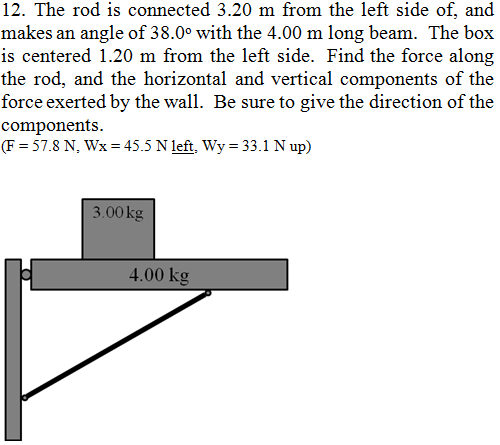 12. The rod is connected 3.20 m from the left side of, and
makes an angle of 38.0º with the 4.00 m long beam. The box
is centered 1.20 m from the left side. Find the force along
the rod, and the horizontal and vertical components of the
force exerted by the wall. Be sure to give the direction of the
components.
(F = 57.8 N, Wx = 45.5 N left, Wy = 33.1 N up)
3.00 kg
4.00 kg